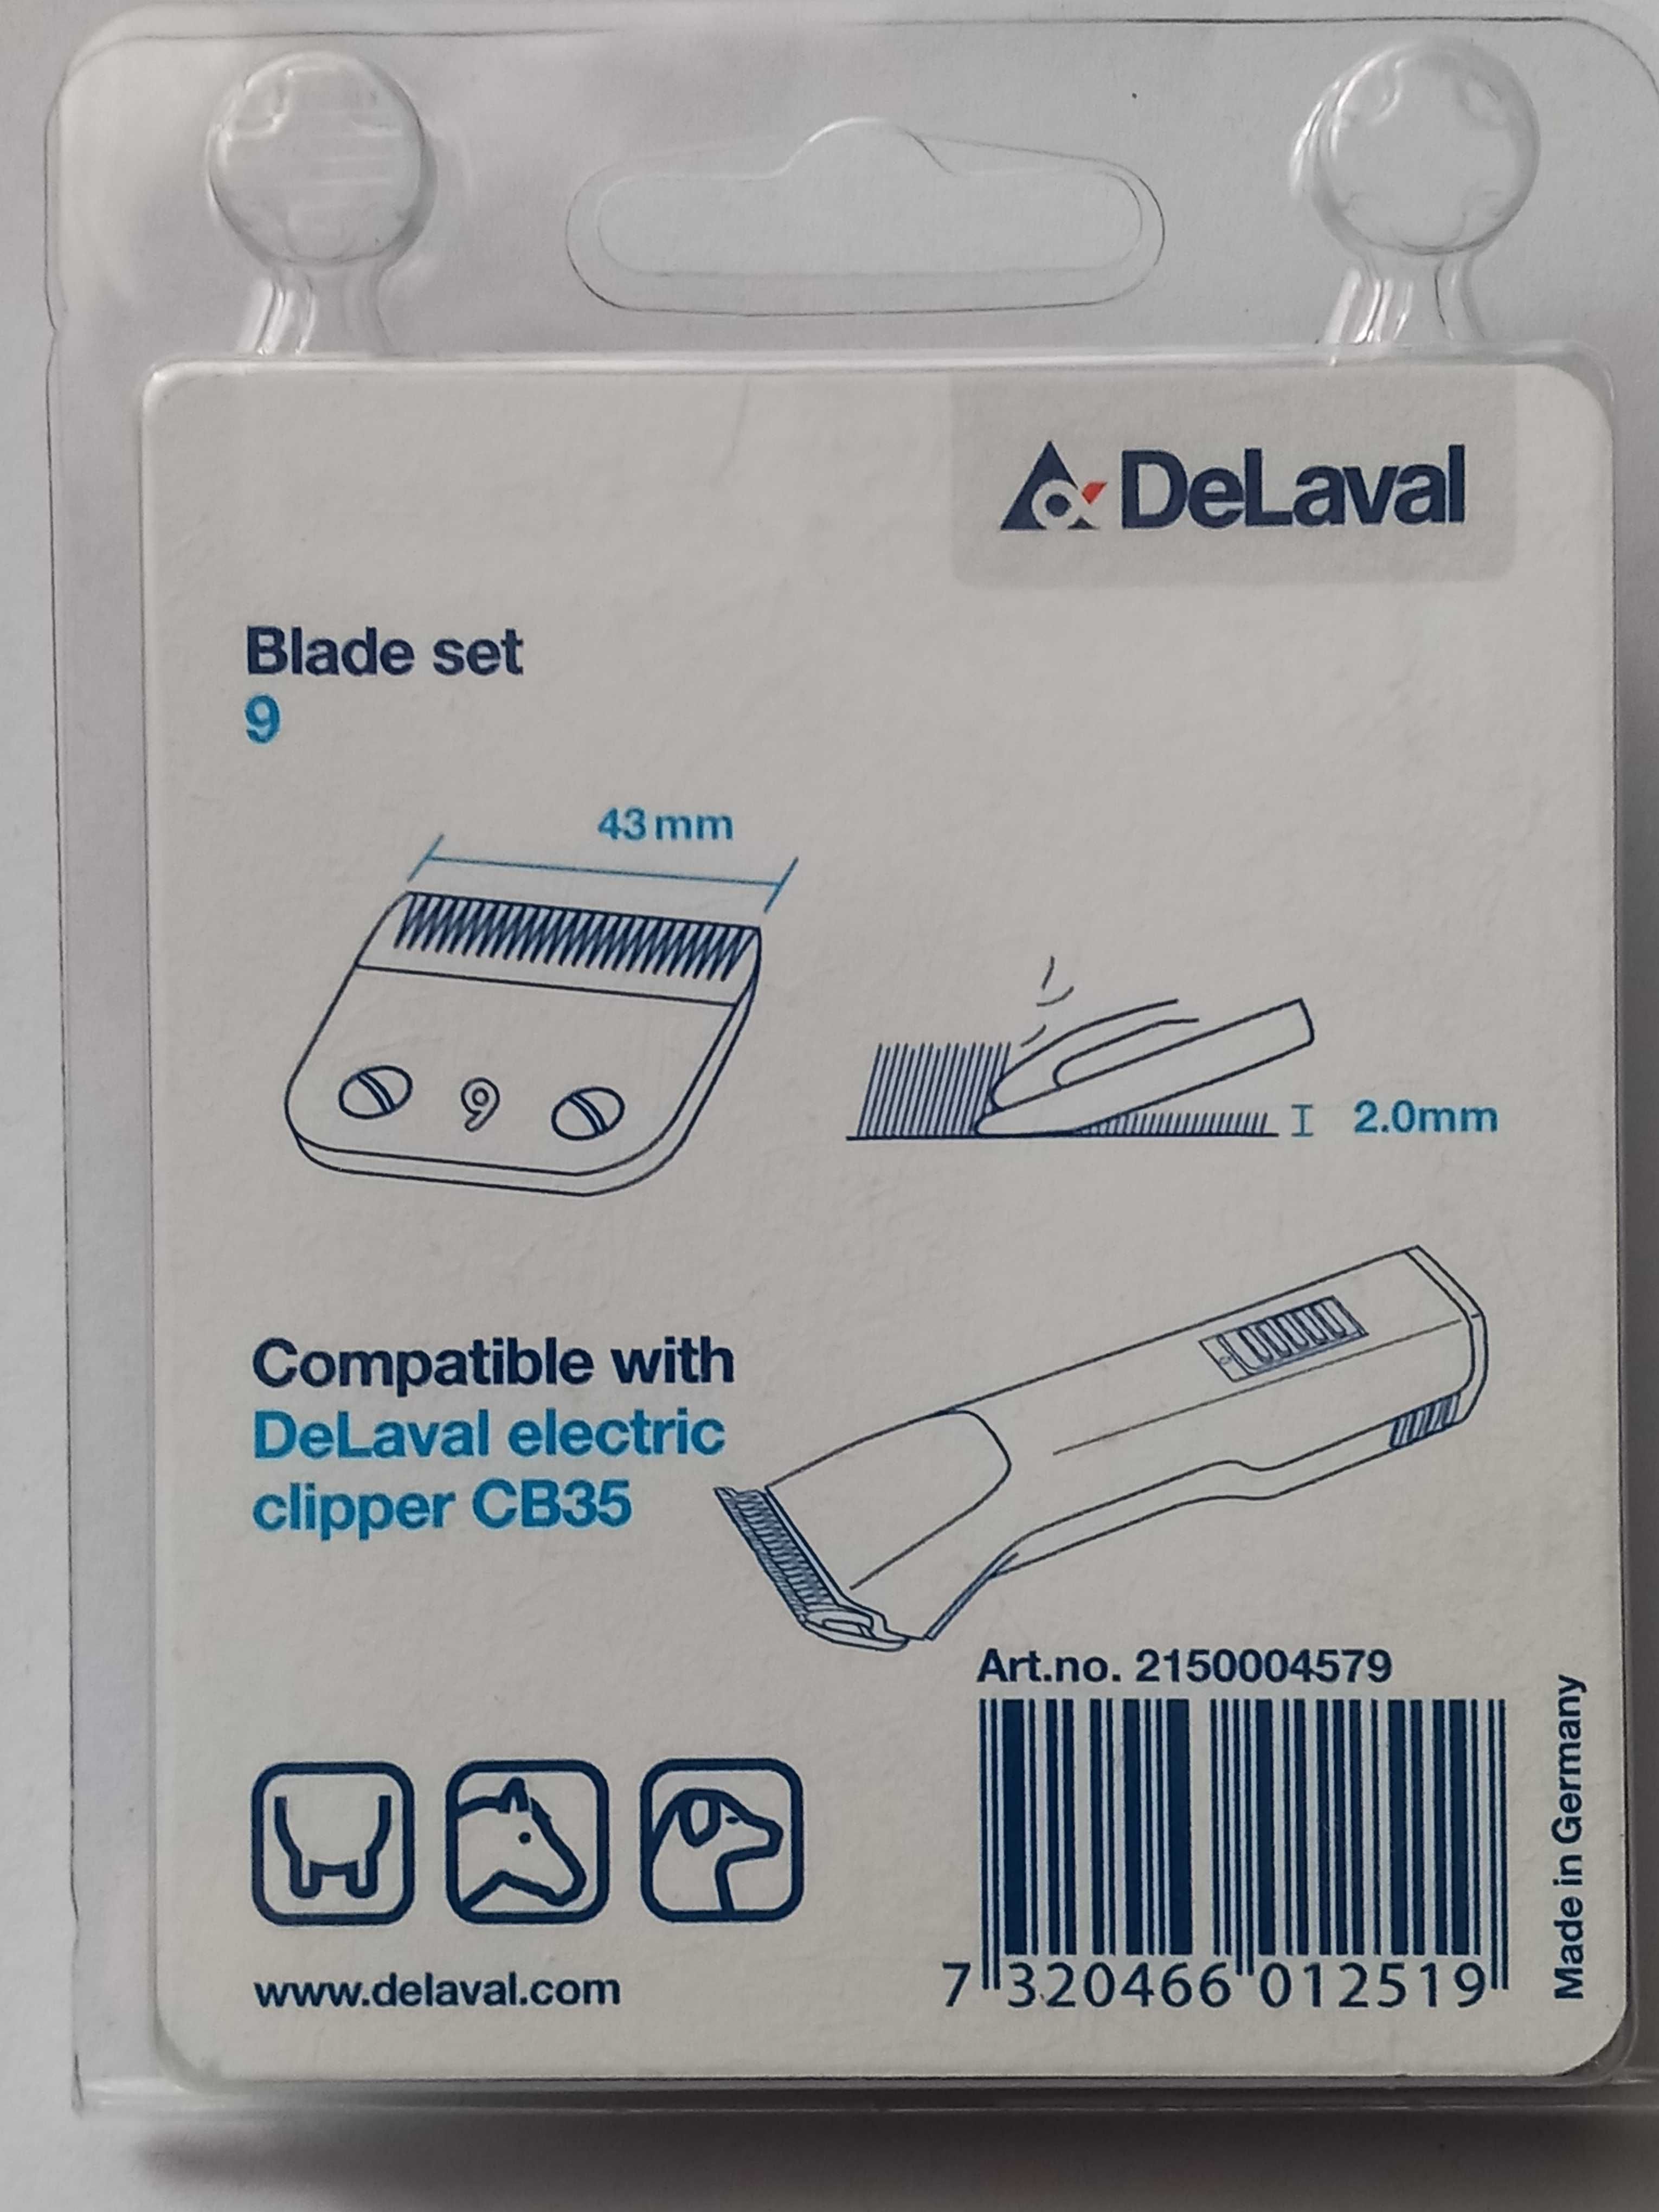 DeLaval
Blade set
9
43 mm
9
2.0mm
Compatible with
DeLaval electric
clipper CB35
Art.no. 2150004579
7 320466 012519
Made in Germany
www.delaval.com